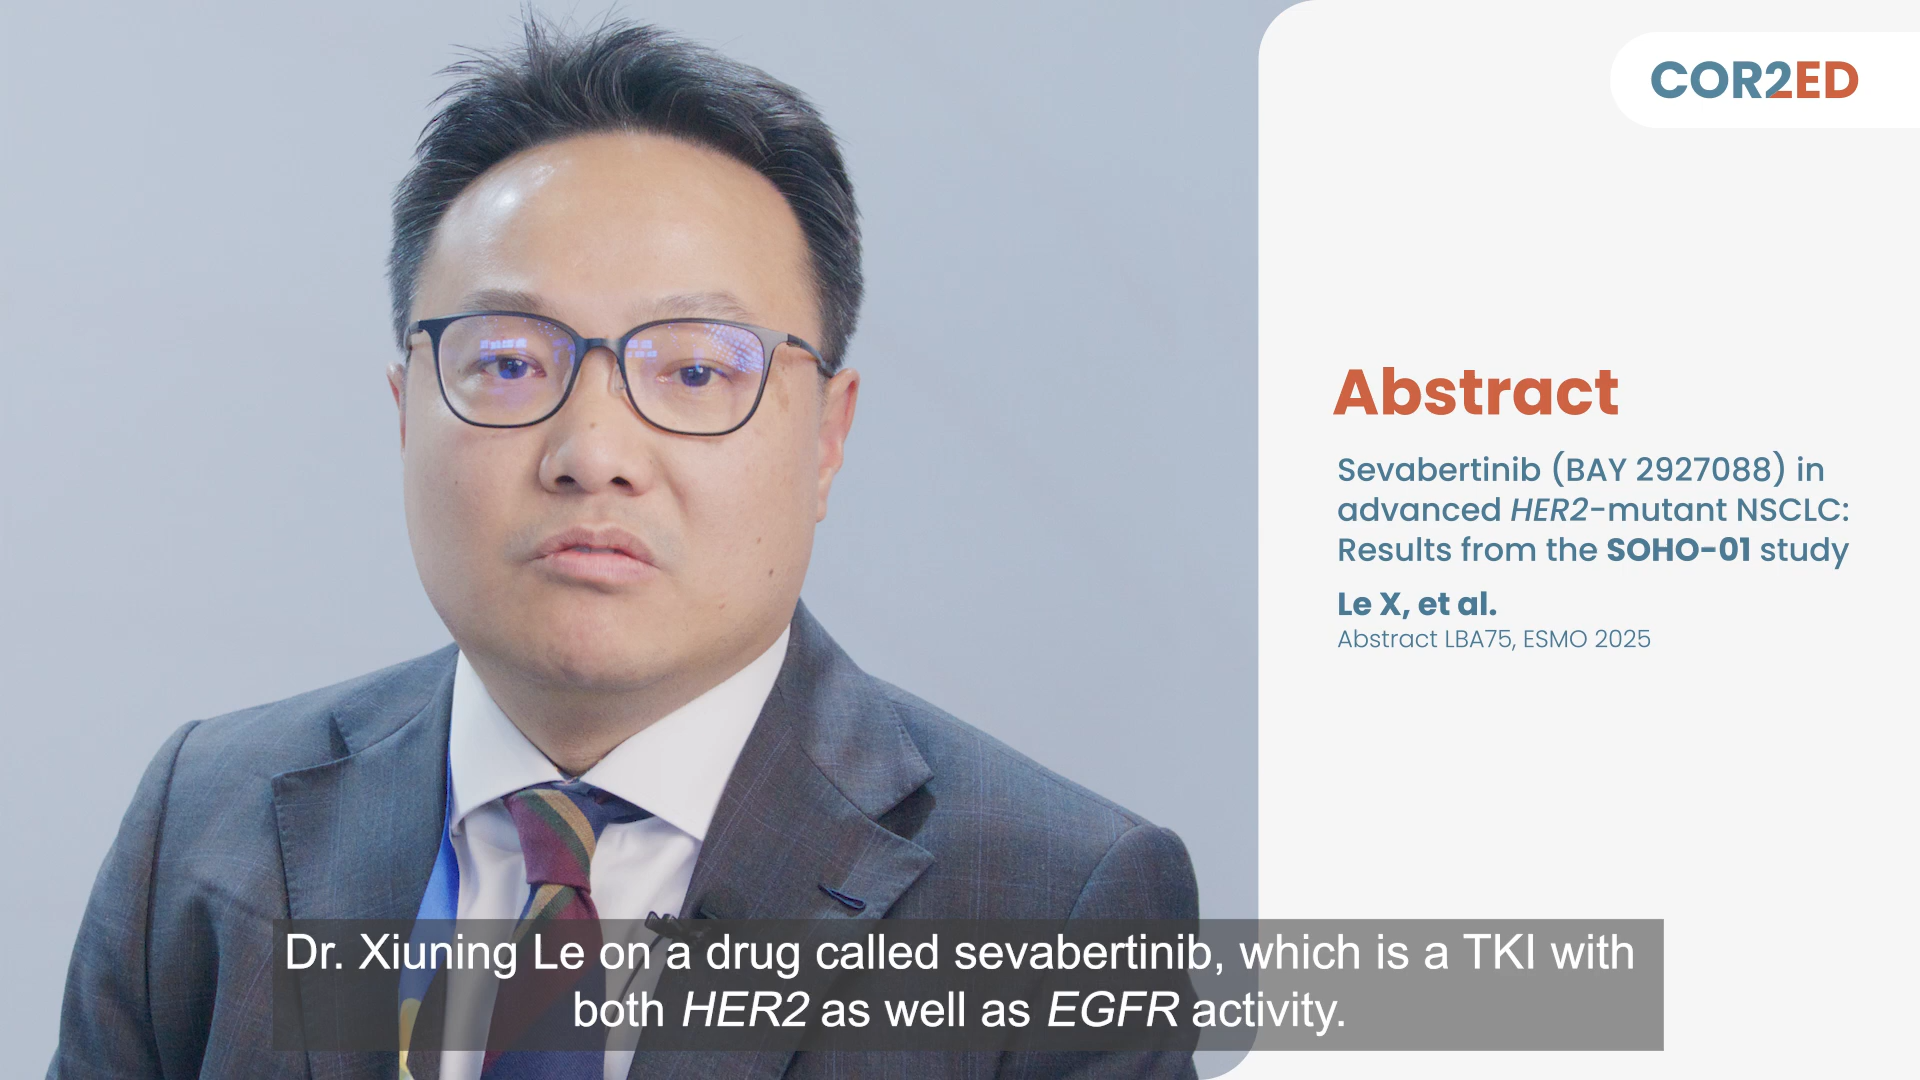 COR2ED
Abstract
Sevabertinib (BAY 2927088) in
advanced HER2-mutant NSCLC:
Results from the SOHO-01 study
Le X, et al.
Abstract LBA75, ESMO 2025
Dr. Xiuning Le on a drug called sevabertinib, which is a TKI with
both HER2 as well as EGFR activity.